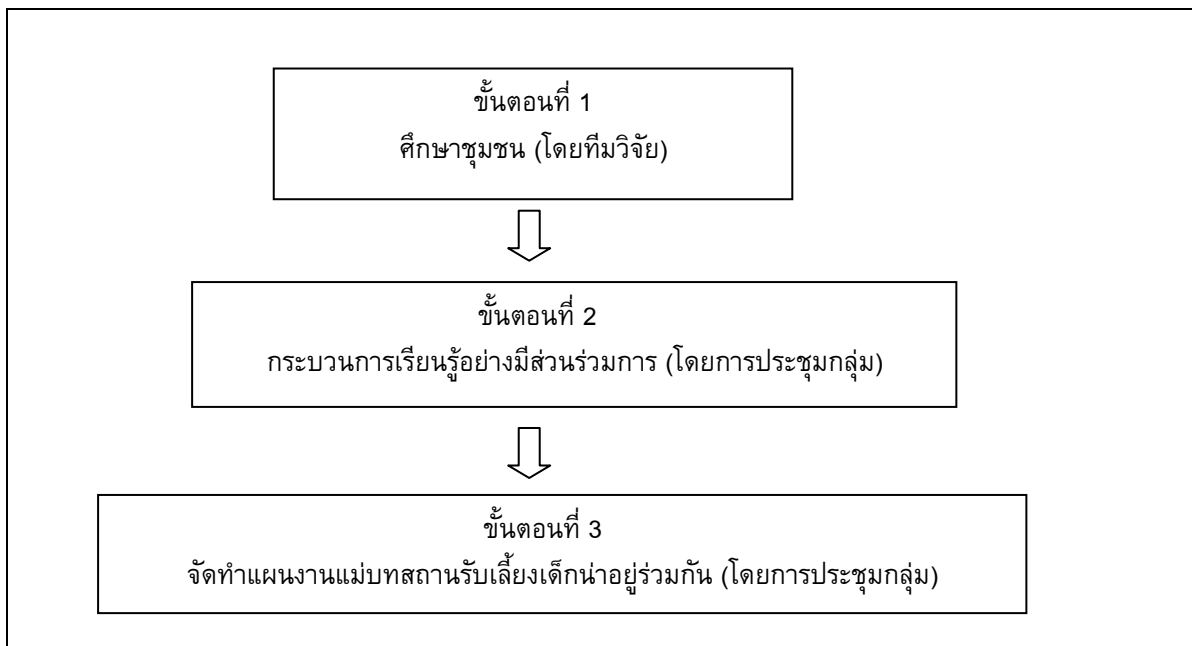 ขั้นตอนที่ 1
ศึกษาชุมชน (โดยทีมวิจัย)
ขั้นตอนที่ 2
กระบวนการเรียนรู้อย่างมีส่วนร่วมการ (โดยการประชุมกลุ่ม)
ขั้นตอนที่ 3
จัดทำแผนงานแม่บทสถานรับเลี้ยงเด็กน่าอยู่ร่วมกัน (โดยการประชุมกลุ่ม)